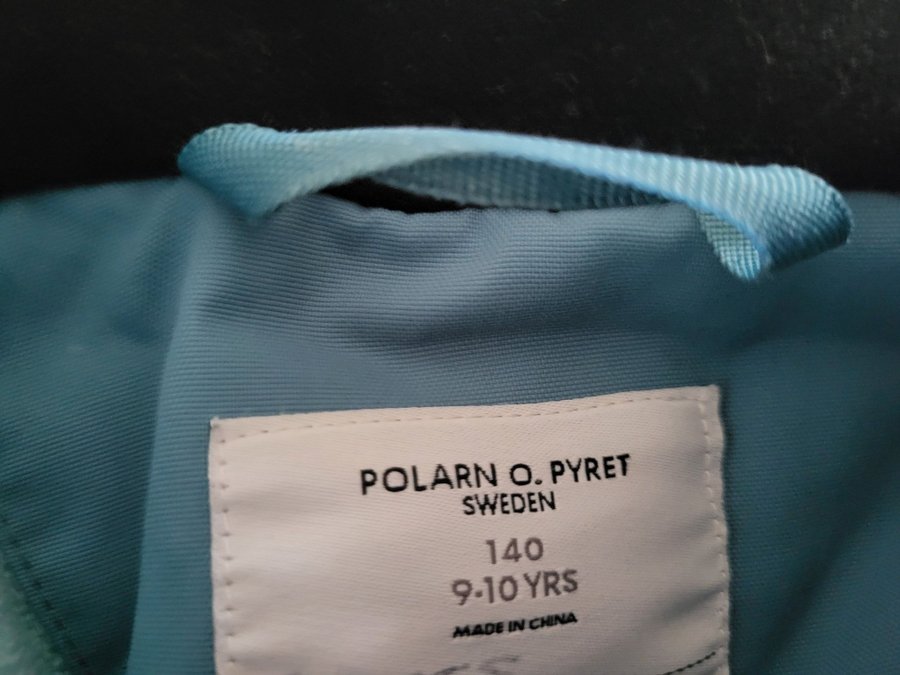 POLARN O. PYRET
SWEDEN
140
9-10 YRS
MADE IN CHINA